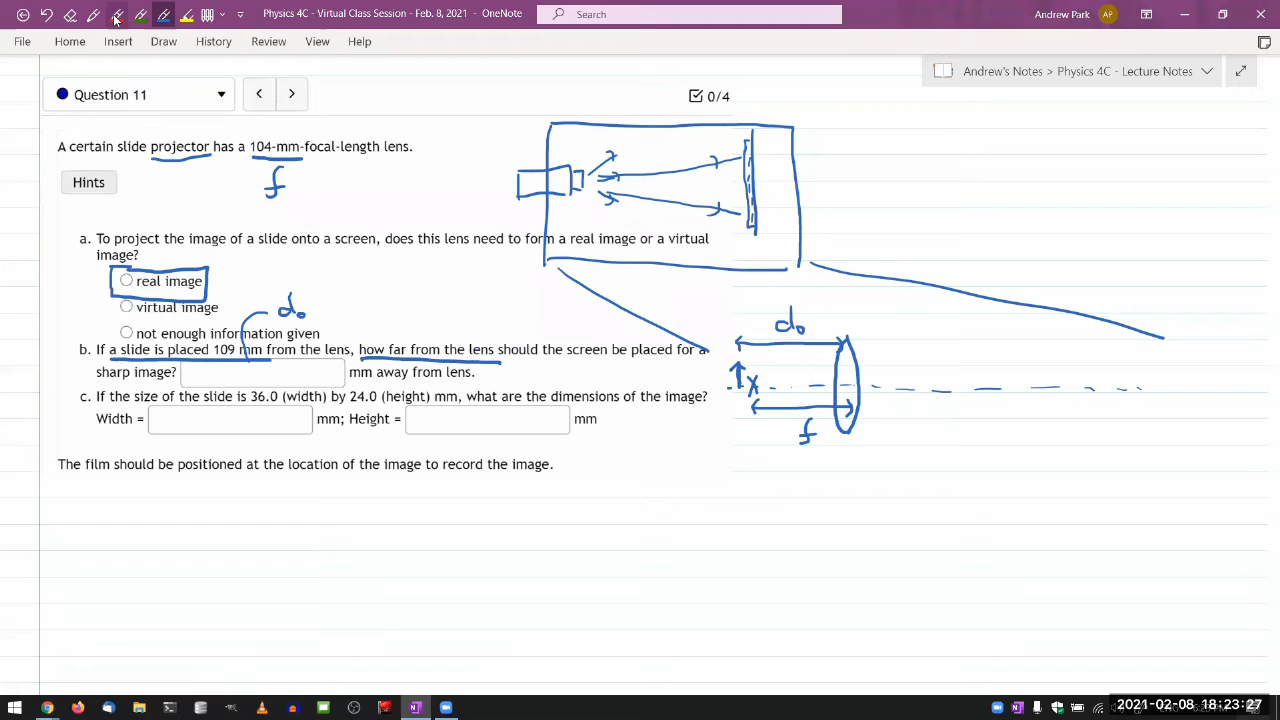 Physics 4C - Virtual Class Session - Feb. 8, 2021 - OneNote
Search
Andrew Park
AP
File Home Insert Draw History Review View Help
Andrew's Notes > Physics 4C - Lecture Notes
Question 11
0/4
A certain slide projector has a 104-mm-focal-length lens.
f
Hints
a. To project the image of a slide onto a screen, does this lens need to form a real image or a virtual
image?
real image
virtual image
do
not enough information given
b. If a slide is placed 109 mm from the lens, how far from the lens should the screen be placed for a
sharp image? mm away from lens.
c. If the size of the slide is 36.0 (width) by 24.0 (height) mm, what are the dimensions of the image?
Width = mm; Height = mm
The film should be positioned at the location of the image to record the image.
do
x
f
2021-02-08 18:23:27